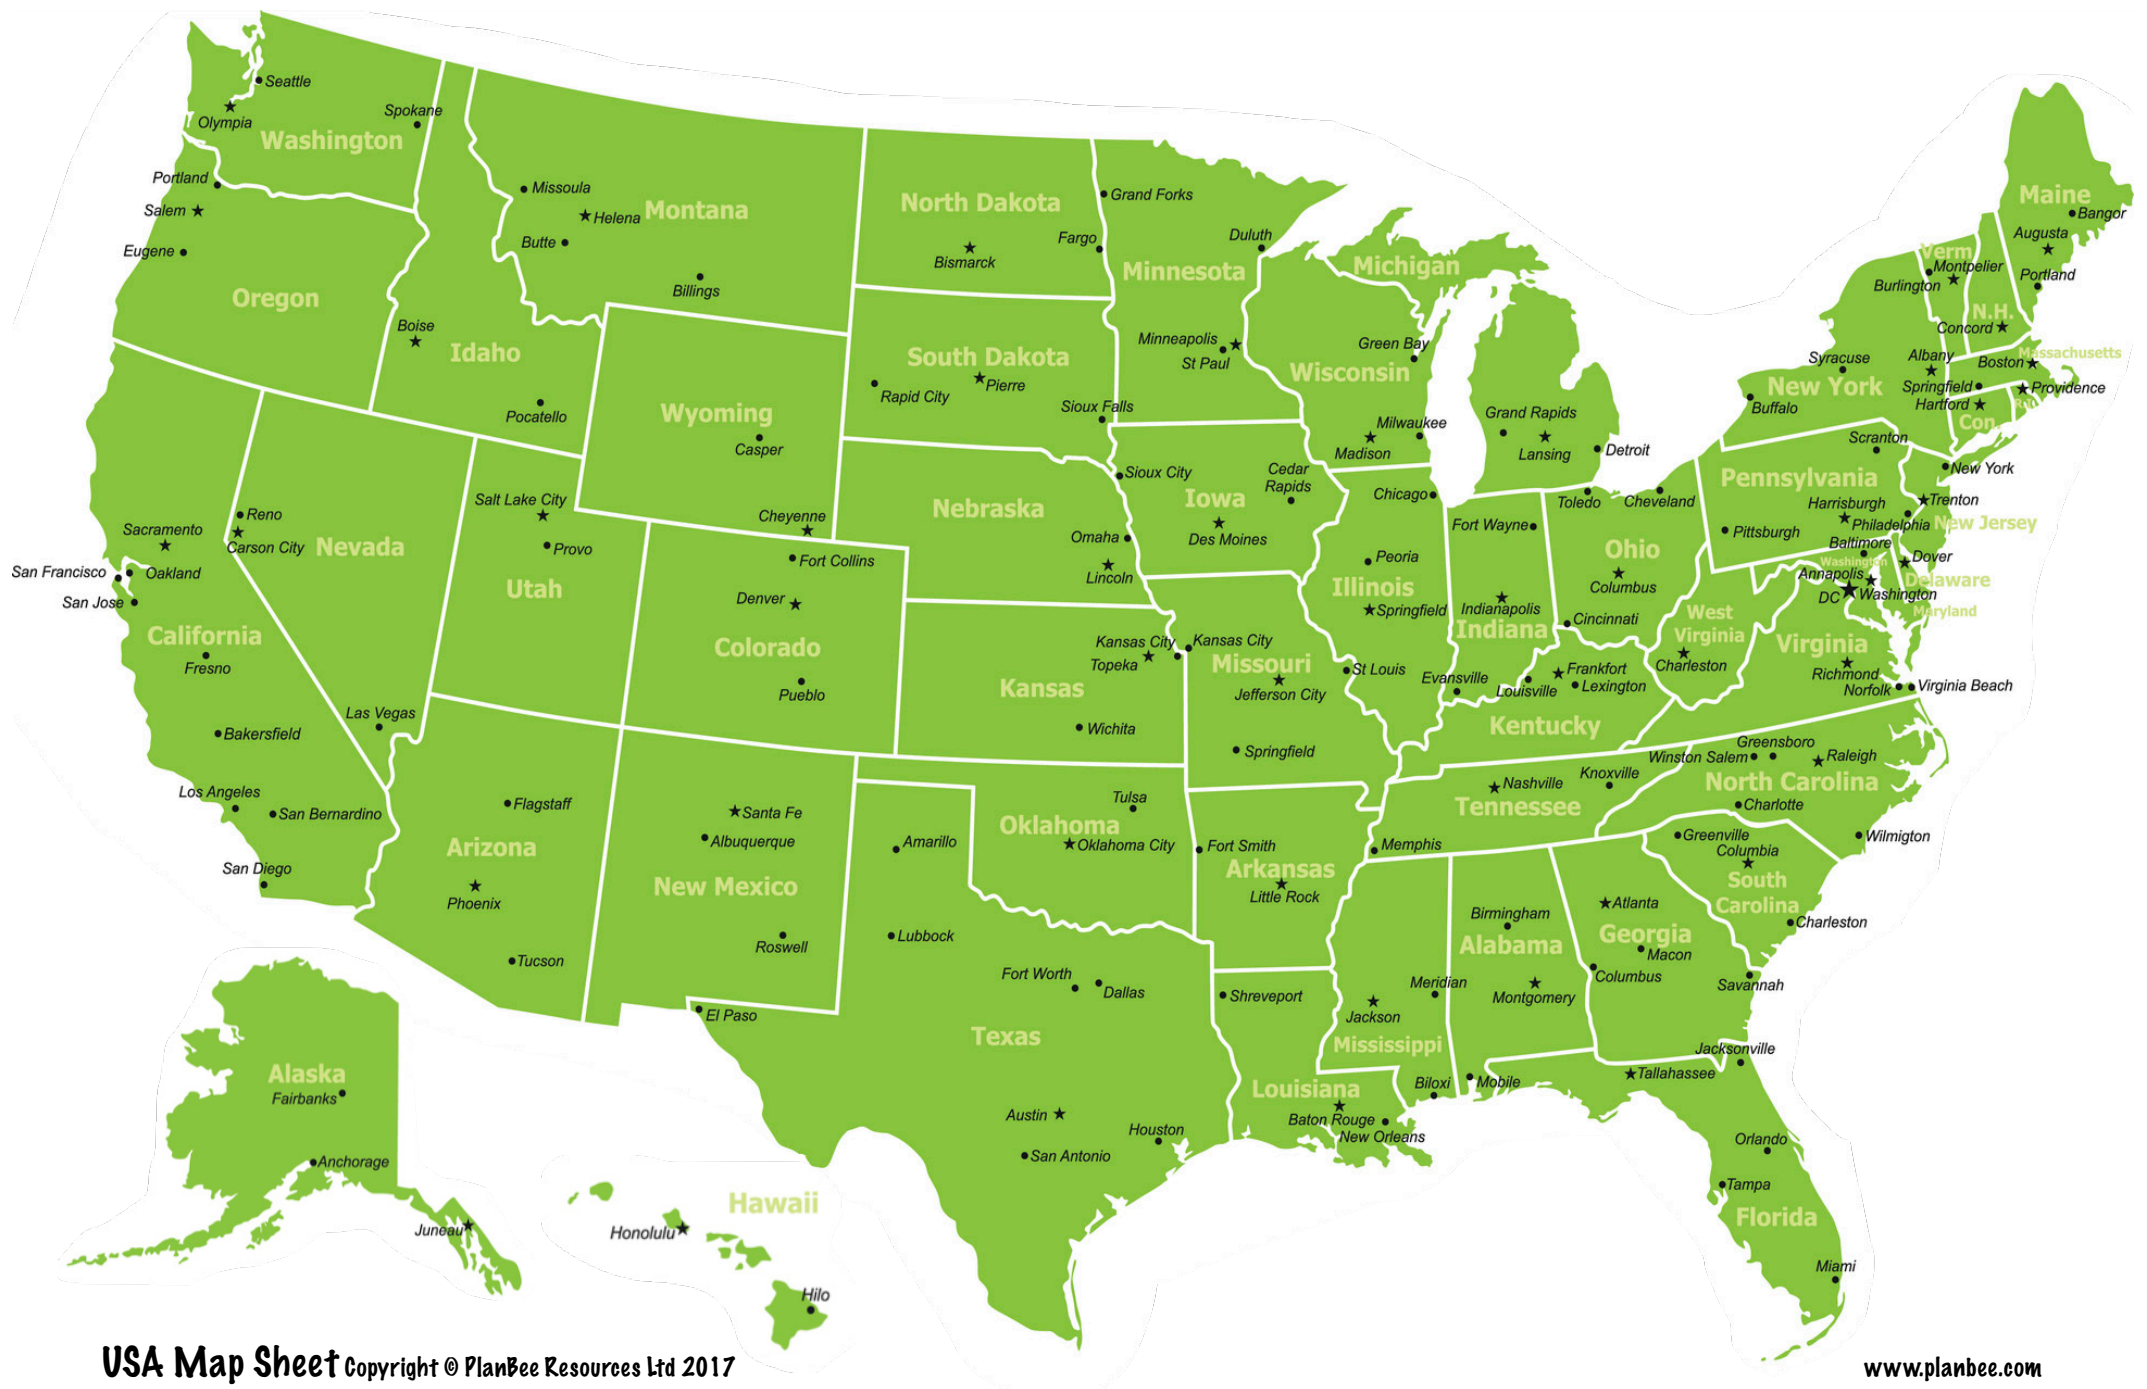 Seattle
Spokane
Olympia
Washington
Portland
Salem
Eugene
Oregon
Missoula
Helena
Montana
Butte
Billings
Boise
Idaho
Pocatello
North Dakota
Bismarck
Grand Forks
Fargo
Duluth
Minnesota
Minneapolis
St Paul
South Dakota
Rapid City
Pierre
Sioux Falls
Wyoming
Casper
Cheyenne
Michigan
Green Bay
Wisconsin
Milwaukee
Madison
Grand Rapids
Lansing
Detroit
Maine
Bangor
Augusta
Portland
Verm
Montpelier
Burlington
N.H.
Concord
Albany
Boston
Massachusetts
Syracuse
New York
Springfield
Providence
Hartford
R.I.
Buffalo
Con
Scranton
New York
Pennsylvania
Harrisburgh
Trenton
Philadelphia
New Jersey
Pittsburgh
Baltimore
Washington
Dover
Annapolis
Delaware
DC
Washington
Maryland
Reno
Carson City
Nevada
Sacramento
San Francisco
Oakland
San Jose
California
Fresno
Las Vegas
Bakersfield
Los Angeles
San Bernardino
San Diego
Salt Lake City
Provo
Utah
Fort Collins
Denver
Colorado
Pueblo
Nebraska
Omaha
Lincoln
Sioux City
Iowa
Cedar
Rapids
Des Moines
Chicago
Peoria
Illinois
Springfield
Fort Wayne
Indianapolis
Indiana
Evansville
Toledo
Cheveland
Ohio
Columbus
Cincinnati
West
Virginia
Charleston
Virginia
Richmond
Norfolk
Virginia Beach
Kansas City
Topeka
Kansas
Wichita
Kansas City
Missouri
Jefferson City
St Louis
Springfield
Frankfort
Louisville
Lexington
Kentucky
Flagstaff
Arizona
Phoenix
Tucson
Santa Fe
Albuquerque
New Mexico
Roswell
Tulsa
Oklahoma
Oklahoma City
Amarillo
Lubbock
Fort Worth
Dallas
El Paso
Texas
Austin
San Antonio
Houston
Fort Smith
Arkansas
Little Rock
Nashville
Knoxville
Tennessee
Memphis
Greensboro
Winston Salem
Raleigh
North Carolina
Charlotte
Wilmigton
Greenville
Columbia
South
Carolina
Charleston
Birmingham
Alabama
Montgomery
Mobile
Atlanta
Georgia
Macon
Columbus
Savannah
Shreveport
Louisiana
Baton Rouge
New Orleans
Meridian
Jackson
Mississippi
Biloxi
Jacksonville
Tallahassee
Orlando
Tampa
Florida
Miami
Alaska
Fairbanks
Anchorage
Juneau
Hawaii
Honolulu
Hilo
USA Map Sheet Copyright © PlanBee Resources Ltd 2017
www.planbee.com